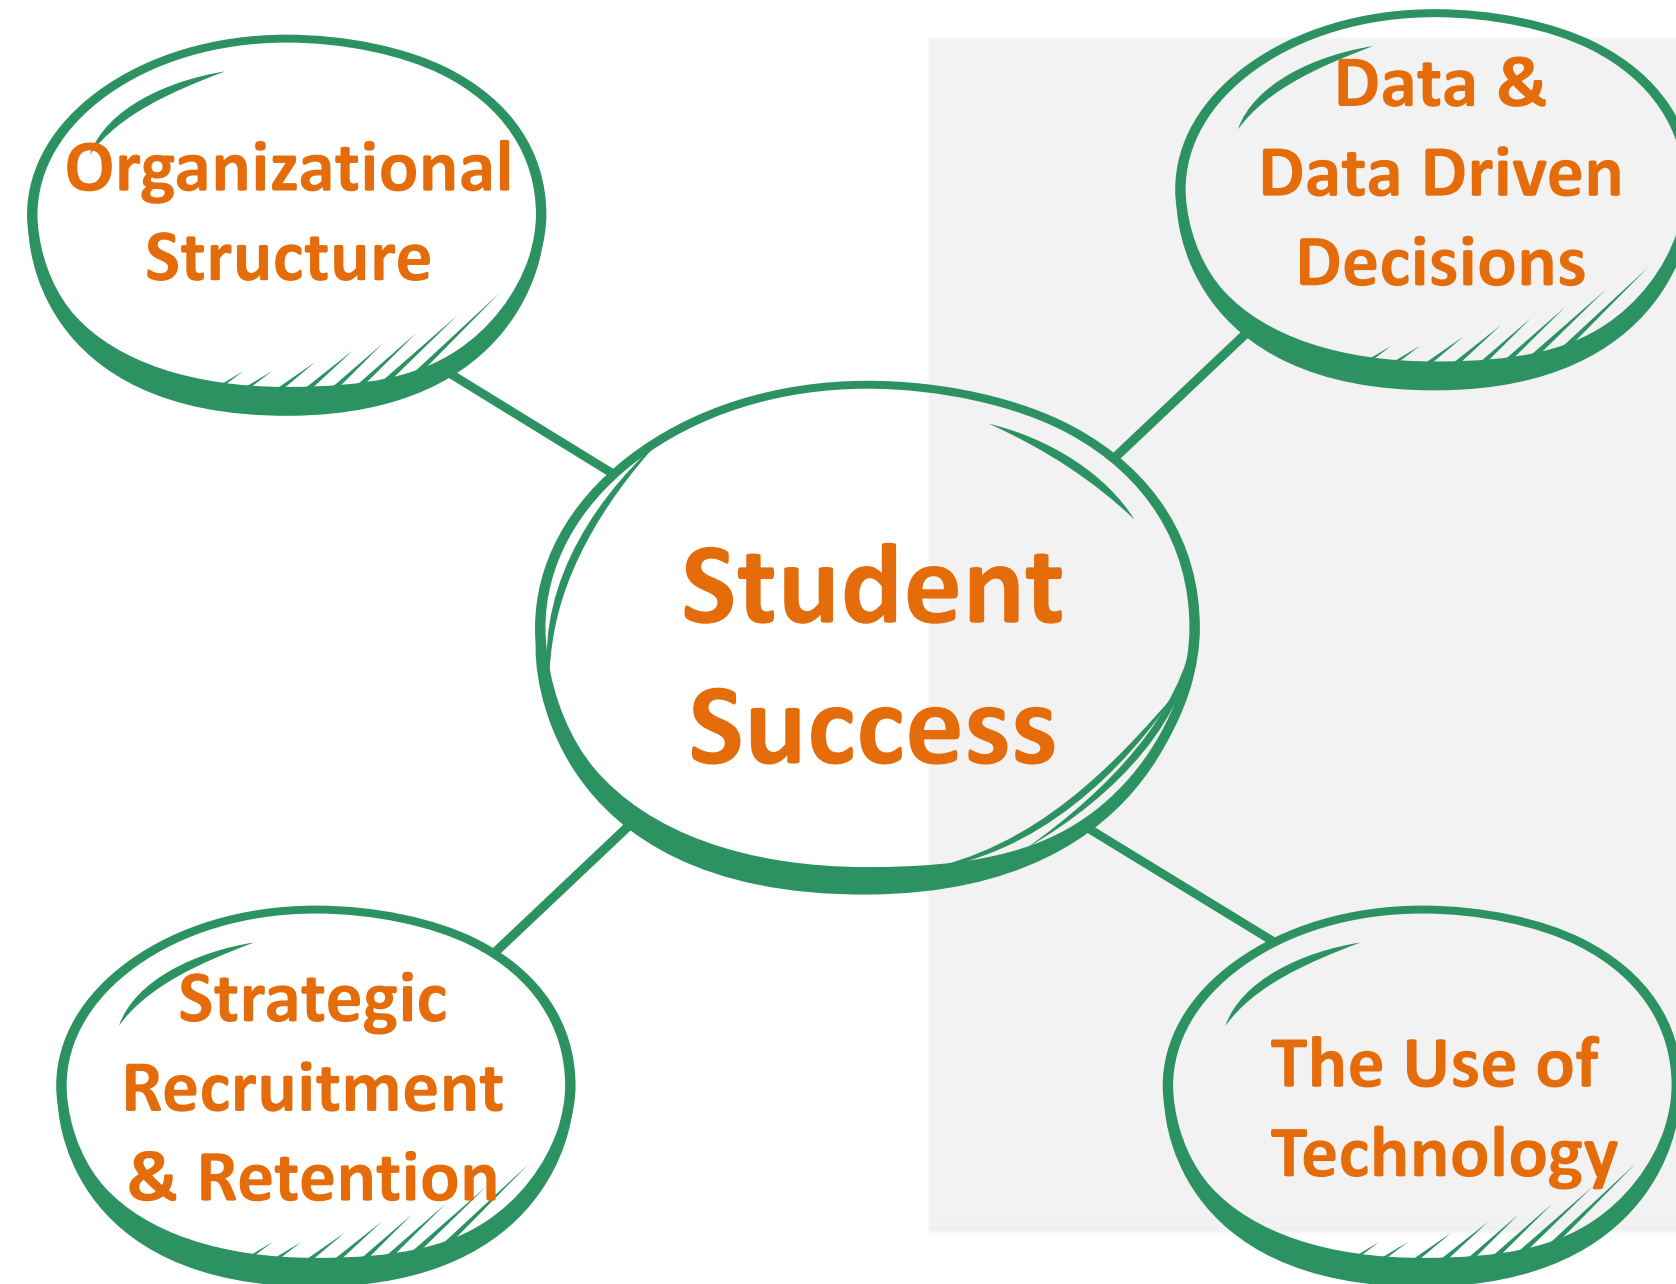 Organizational
Structure
Data &
Data Driven
Decisions
Student
Success
Strategic
Recruitment
& Retention
The Use of
Technology